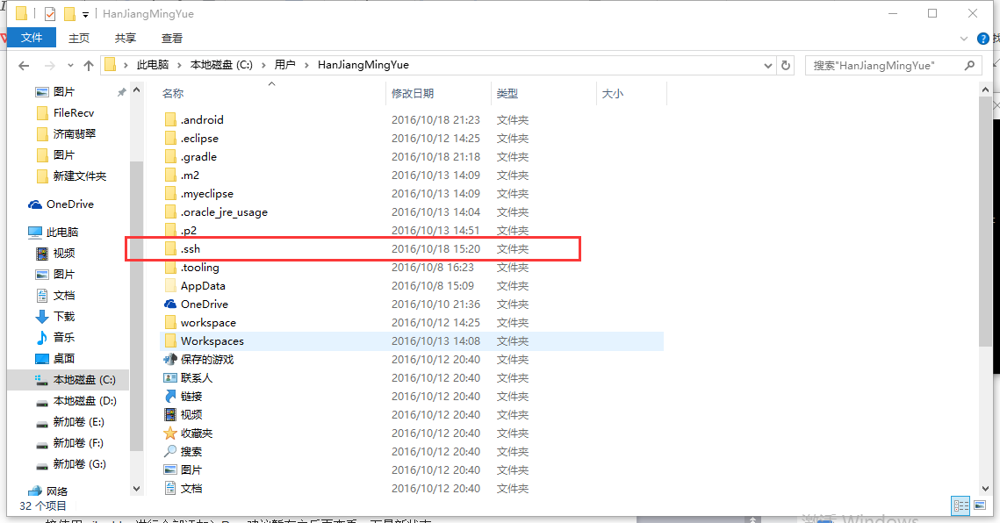 HanJiangMingYue
文件 主页 共享 查看
此电脑 › 本地磁盘 (C:) › 用户 › HanJiangMingYue
搜索"HanJiangMingYue"
图片
FileRecv
济南翡翠
图片
新建文件夹
OneDrive
此电脑
视频
图片
文档
下载
音乐
桌面
本地磁盘 (C:)
本地磁盘 (D:)
新加卷 (E:)
新加卷 (F:)
新加卷 (G:)
网络
名称 修改日期 类型 大小
.android 2016/10/18 21:23 文件夹
.eclipse 2016/10/12 14:25 文件夹
.gradle 2016/10/18 21:18 文件夹
.m2 2016/10/13 14:09 文件夹
.myeclipse 2016/10/13 14:09 文件夹
.oracle_jre_usage 2016/10/13 14:04 文件夹
.p2 2016/10/13 14:51 文件夹
.ssh 2016/10/18 15:20 文件夹
.tooling 2016/10/8 16:23 文件夹
AppData 2016/10/8 15:09 文件夹
OneDrive 2016/10/10 21:36 文件夹
workspace 2016/10/12 14:25 文件夹
Workspaces 2016/10/13 14:08 文件夹
保存的游戏 2016/10/12 20:40 文件夹
联系人 2016/10/12 20:40 文件夹
链接 2016/10/12 20:40 文件夹
视频 2016/10/12 20:40 文件夹
收藏夹 2016/10/12 20:40 文件夹
搜索 2016/10/12 20:40 文件夹
图片 2016/10/12 20:40 文件夹
文档 2016/10/12 20:40 文件夹
32 个项目